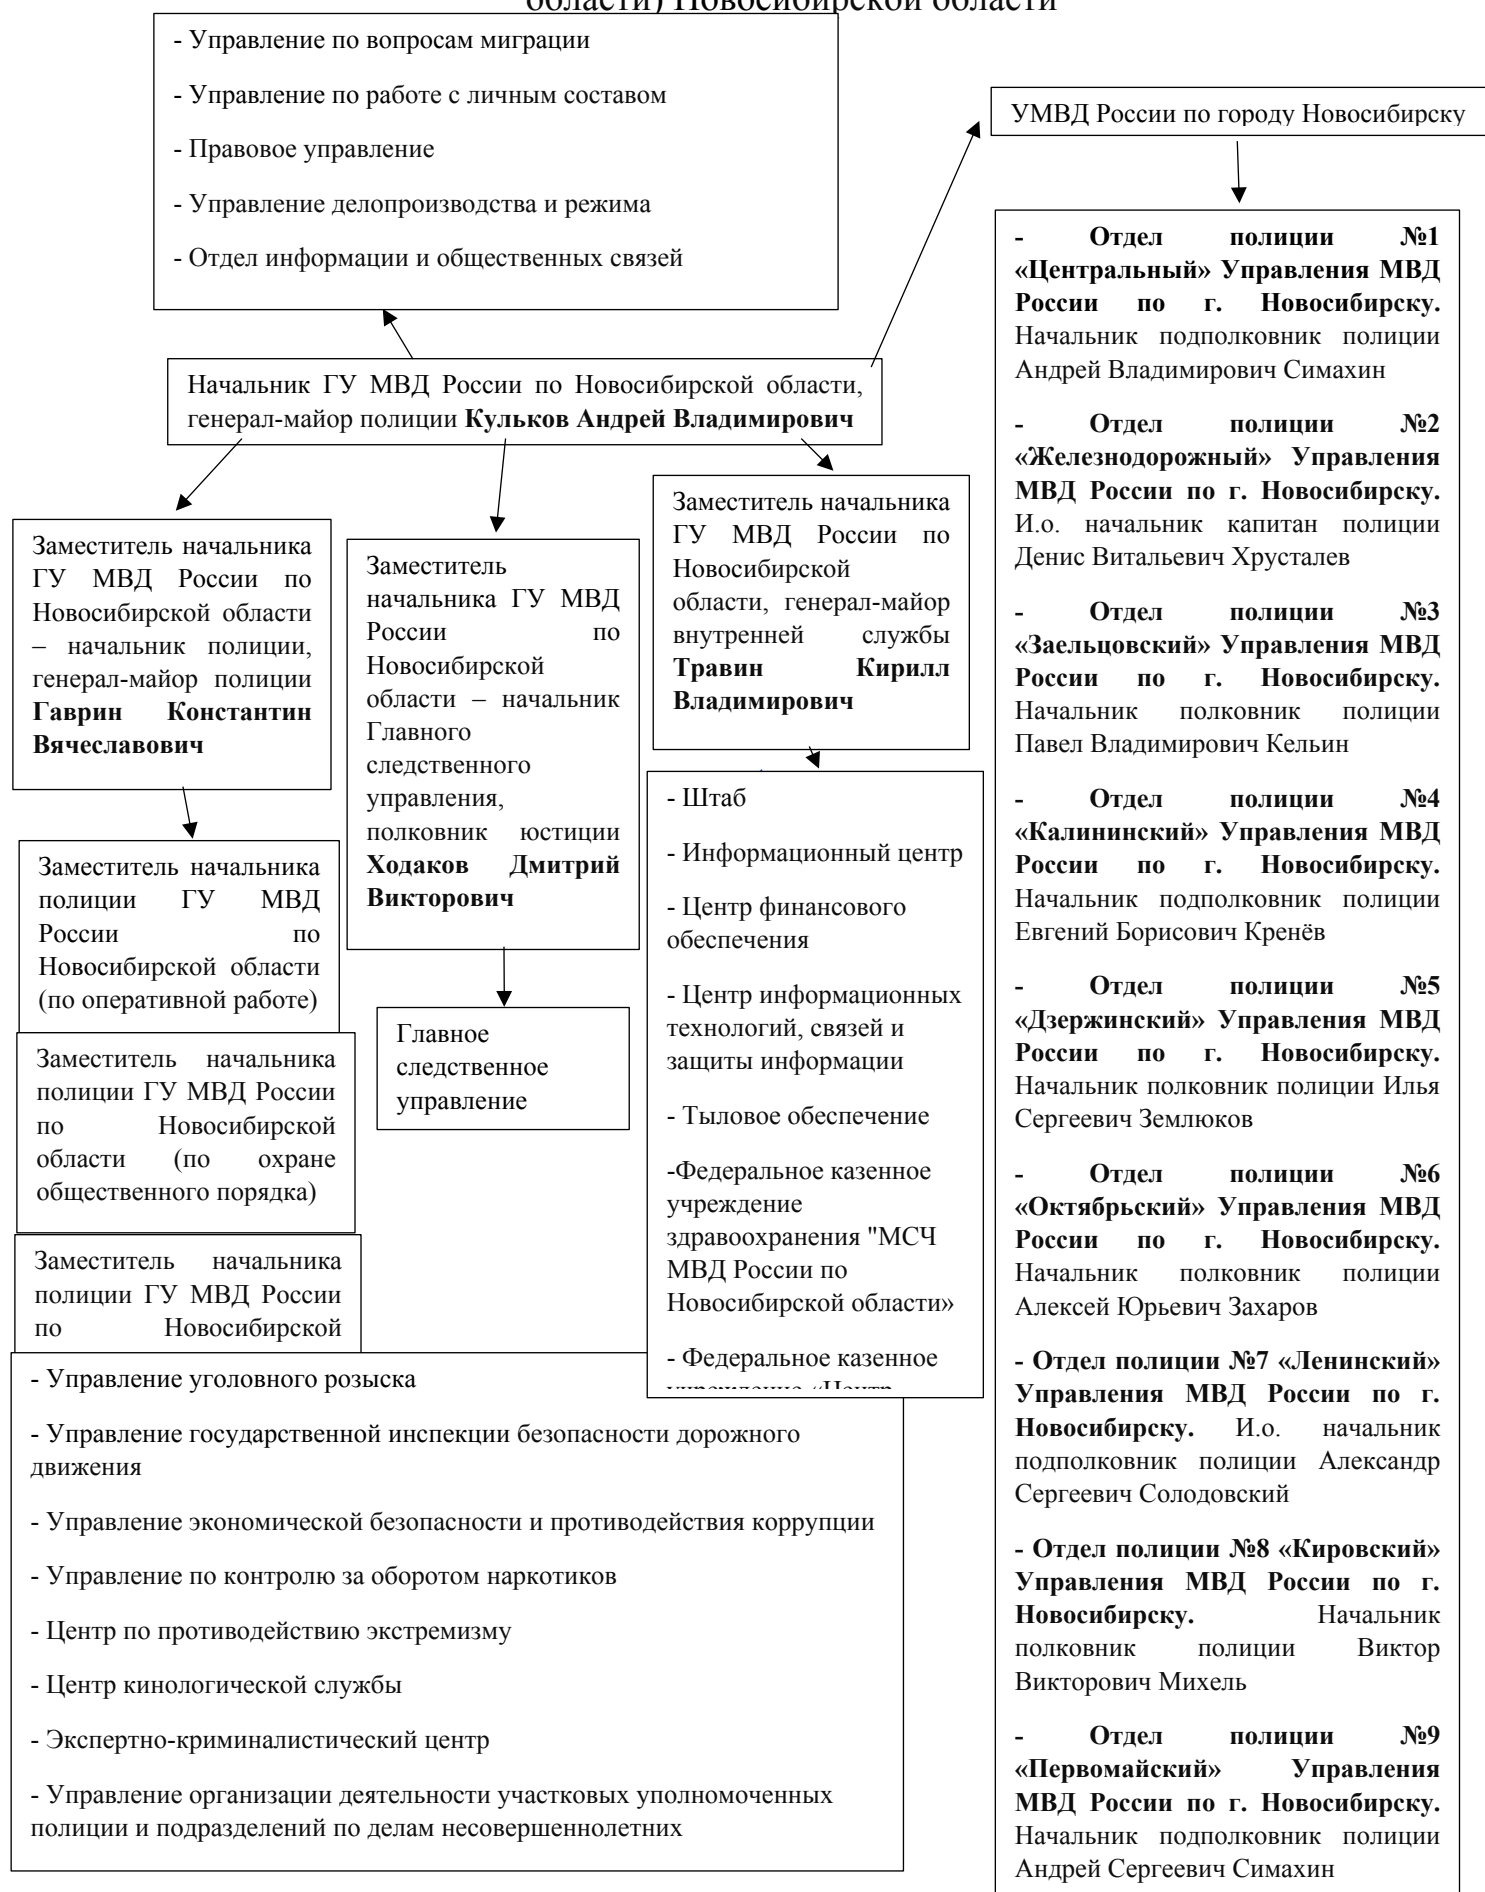 области) Новосибирской области
- Управление по вопросам миграции
- Управление по работе с личным составом
- Правовое управление
- Управление делопроизводства и режима
- Отдел информации и общественных связей
УМВД России по городу Новосибирску
Начальник ГУ МВД России по Новосибирской области,
генерал-майор полиции Кульков Андрей Владимирович
Заместитель начальника
ГУ МВД России по
Новосибирской области
– начальник полиции,
генерал-майор полиции
Гаврин Константин
Вячеславович
Заместитель
начальника ГУ МВД
России по
Новосибирской
области – начальник
Главного
следственного
управления,
полковник юстиции
Ходаков Дмитрий
Викторович
Заместитель начальника
ГУ МВД России по
Новосибирской
области, генерал-майор
внутренней службы
Травин Кирилл
Владимирович
Заместитель начальника
полиции ГУ МВД
России по
Новосибирской области
(по оперативной работе)
Заместитель начальника
полиции ГУ МВД России
по Новосибирской
области (по охране
общественного порядка)
Заместитель начальника
полиции ГУ МВД России
по Новосибирской
Главное
следственное
управление
- Штаб
- Информационный центр
- Центр финансового
обеспечения
- Центр информационных
технологий, связей и
защиты информации
- Тыловое обеспечение
-Федеральное казенное
учреждение
здравоохранения "МСЧ
МВД России по
Новосибирской области»
- Федеральное казенное
учреждение «Центр
- Управление уголовного розыска
- Управление государственной инспекции безопасности дорожного
движения
- Управление экономической безопасности и противодействия коррупции
- Управление по контролю за оборотом наркотиков
- Центр по противодействию экстремизму
- Центр кинологической службы
- Экспертно-криминалистический центр
- Управление организации деятельности участковых уполномоченных
полиции и подразделений по делам несовершеннолетних
- Отдел полиции №1
«Центральный» Управления МВД
России по г. Новосибирску.
Начальник подполковник полиции
Андрей Владимирович Симахин
- Отдел полиции №2
«Железнодорожный» Управления
МВД России по г. Новосибирску.
И.о. начальник капитан полиции
Денис Витальевич Хрусталев
- Отдел полиции №3
«Заельцовский» Управления МВД
России по г. Новосибирску.
Начальник полковник полиции
Павел Владимирович Кельин
- Отдел полиции №4
«Калининский» Управления МВД
России по г. Новосибирску.
Начальник подполковник полиции
Евгений Борисович Кренёв
- Отдел полиции №5
«Дзержинский» Управления МВД
России по г. Новосибирску.
Начальник полковник полиции Илья
Сергеевич Землюков
- Отдел полиции №6
«Октябрьский» Управления МВД
России по г. Новосибирску.
Начальник полковник полиции
Алексей Юрьевич Захаров
- Отдел полиции №7 «Ленинский»
Управления МВД России по г.
Новосибирску. И.о. начальник
подполковник полиции Александр
Сергеевич Солодовский
- Отдел полиции №8 «Кировский»
Управления МВД России по г.
Новосибирску. Начальник
полковник полиции Виктор
Викторович Михель
- Отдел полиции №9
«Первомайский» Управления
МВД России по г. Новосибирску.
Начальник подполковник полиции
Андрей Сергеевич Симахин